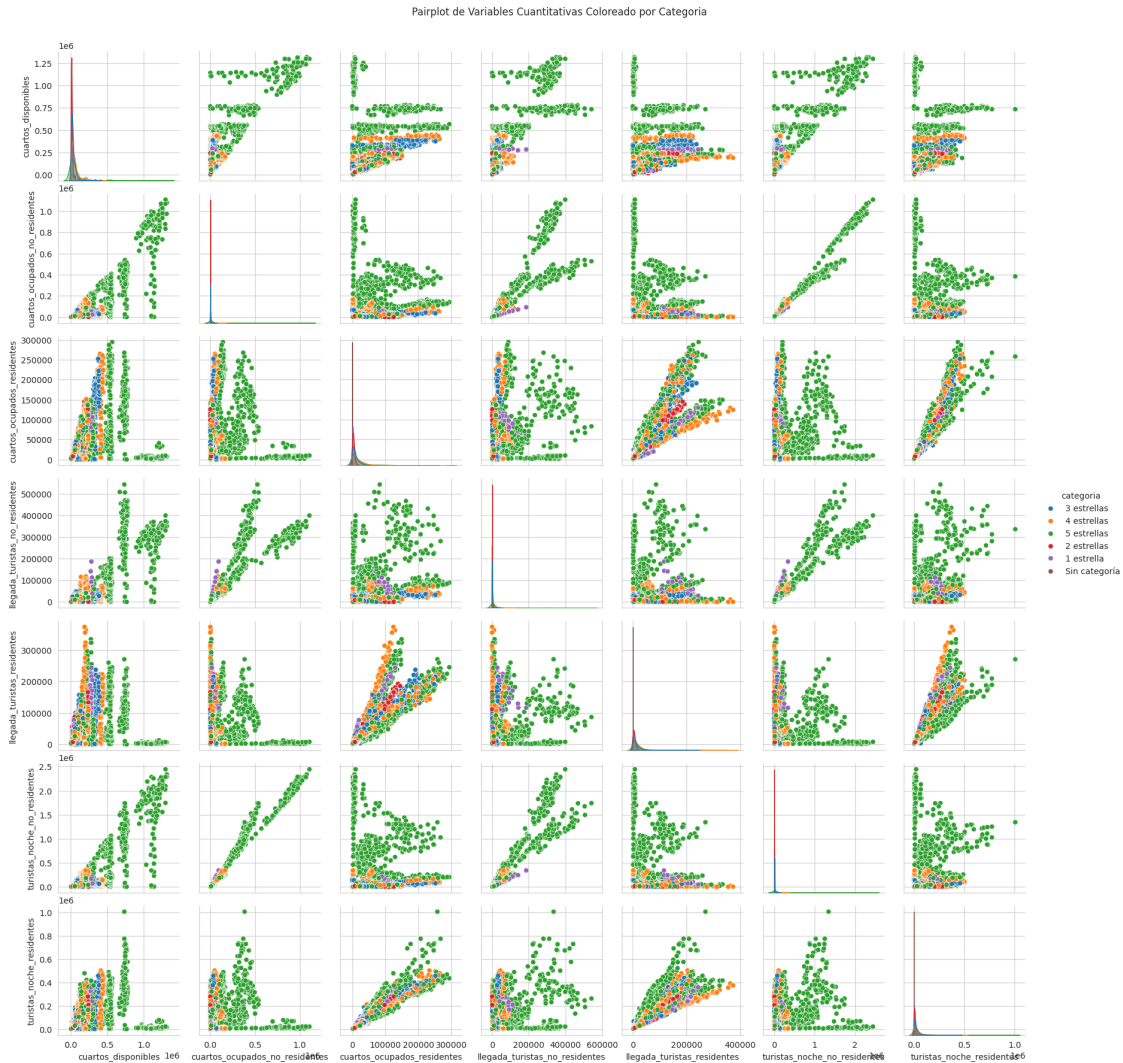 Pairplot de Variables Cuantitativas Coloreado por Categoria
1e6
1.25
1.00
0.75
0.50
0.25
0.00
cuartos_disponibles
1e6
1.0
0.8
0.6
0.4
0.2
0.0
cuartos_ocupados_no_residentes
300000
250000
200000
150000
100000
50000
0
cuartos_ocupados_residentes
500000
400000
300000
200000
100000
0
llegada_turistas_no_residentes
categoria
3 estrellas
4 estrellas
5 estrellas
2 estrellas
1 estrella
Sin categoría
300000
200000
100000
0
llegada_turistas_residentes
1e6
2.5
2.0
1.5
1.0
0.5
0.0
turistas_noche_no_residentes
1e6
1.0
0.8
0.6
0.4
0.2
0.0
turistas_noche_residentes
0.0 0.5 1.0 0.0 0.5 1.0 0 100000 200000 300000 0 200000 400000 600000 0 200000 400000 0 1 2 0.0 0.5 1.0
cuartos_disponibles 1e6 cuartos_ocupados_no_residentes 1e6 cuartos_ocupados_residentes llegada_turistas_no_residentes llegada_turistas_residentes turistas_noche_no_residentes 1e6 turistas_noche_residentes 1e6